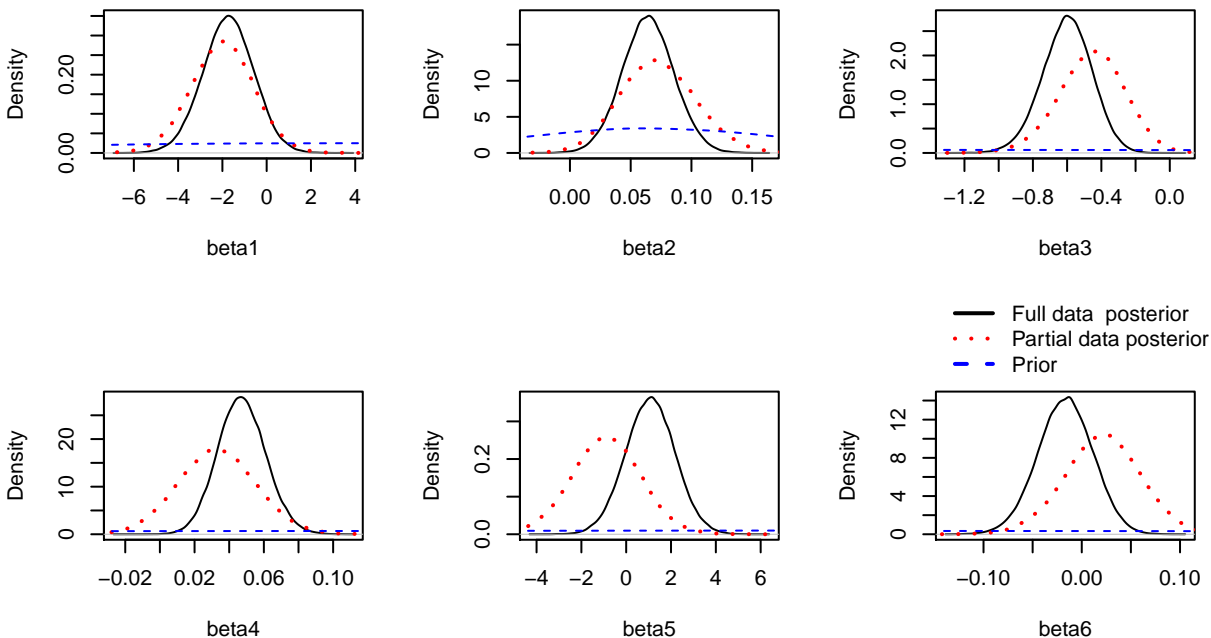 Density
0.00 0.20
−6 −4 −2 0 2 4
beta1
Density
0 5 10
0.00 0.05 0.10 0.15
beta2
Density
0.0 1.0 2.0
−1.2 −0.8 −0.4 0.0
beta3
Full data posterior
Partial data posterior
Prior
Density
0 10 20
−0.02 0.02 0.06 0.10
beta4
Density
0.0 0.2
−4 −2 0 2 4 6
beta5
Density
0 4 8 12
−0.10 0.00 0.10
beta6